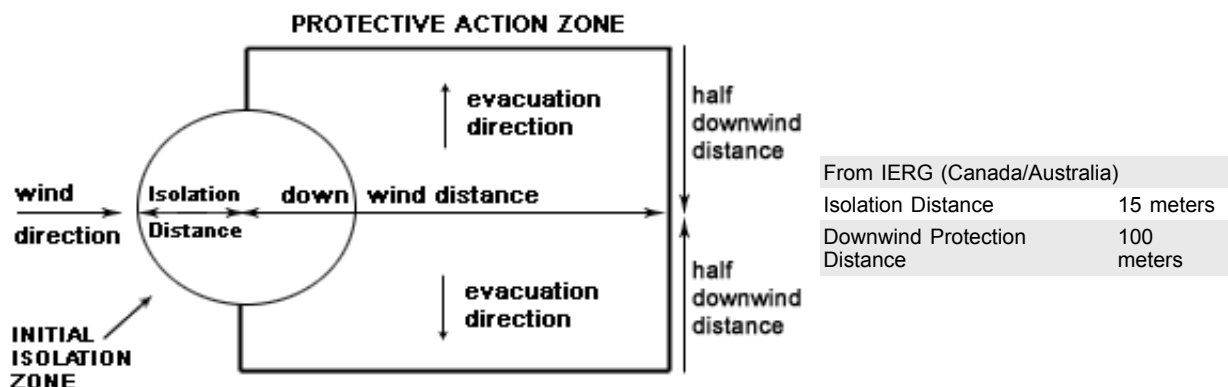 PROTECTIVE ACTION ZONE
evacuation
direction
half
downwind
distance
wind
direction
Isolation
Distance
down wind distance
evacuation
direction
half
downwind
distance
INITIAL
ISOLATION
ZONE
From IERG (Canada/Australia)
Isolation Distance 15 meters
Downwind Protection 100
Distance meters